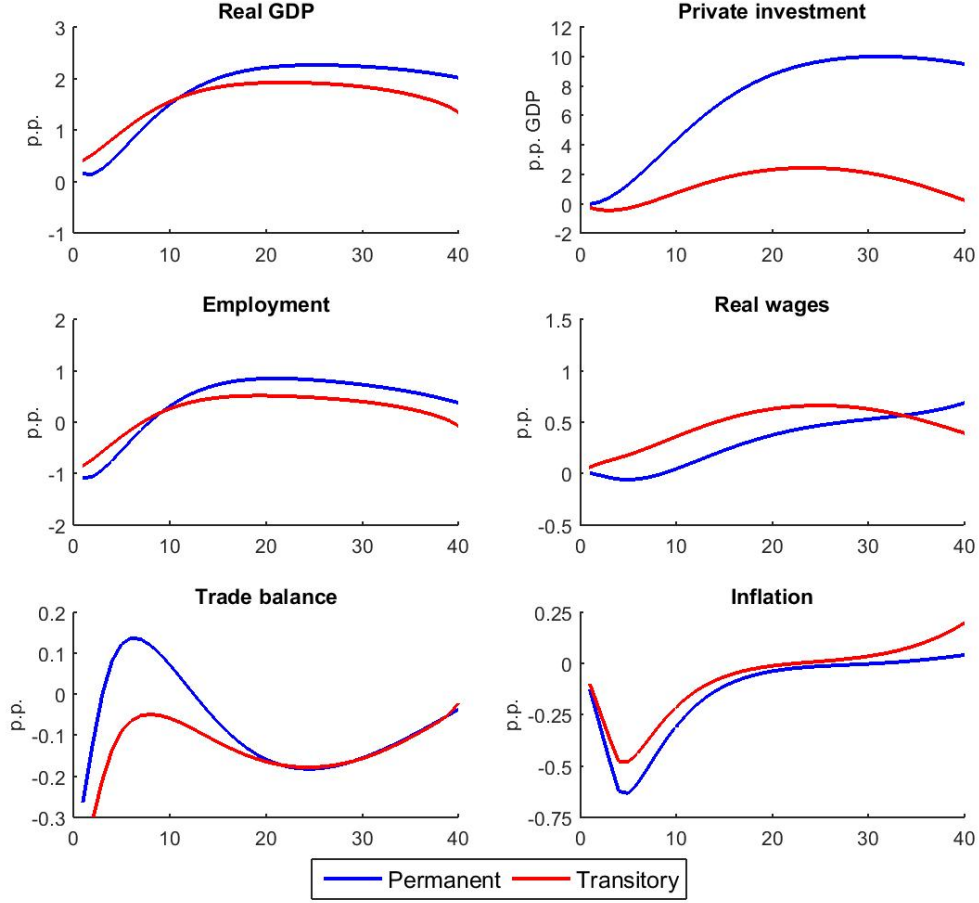 Real GDP
3
2
1
0
-1
p.p.
0 10 20 30 40
Private investment
12
10
8
6
4
2
0
-2
p.p. GDP
0 10 20 30 40
Employment
2
1
0
-1
-2
p.p.
0 10 20 30 40
Real wages
1.5
1
0.5
0
-0.5
p.p.
0 10 20 30 40
Trade balance
0.2
0.1
0
-0.1
-0.2
-0.3
p.p.
0 10 20 30 40
Inflation
0.25
0
-0.25
-0.5
-0.75
p.p.
0 10 20 30 40
Permanent Transitory